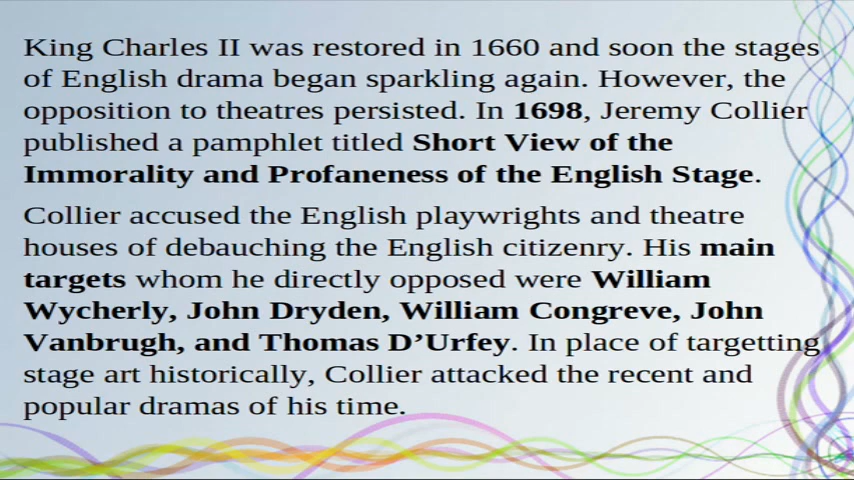 King Charles II was restored in 1660 and soon the stages
of English drama began sparkling again. However, the
opposition to theatres persisted. In 1698, Jeremy Collier
published a pamphlet titled Short View of the
Immorality and Profaneness of the English Stage.
Collier accused the English playwrights and theatre
houses of debauching the English citizenry. His main
targets whom he directly opposed were William
Wycherly, John Dryden, William Congreve, John
Vanbrugh, and Thomas D’Urfey. In place of targetting
stage art historically, Collier attacked the recent and
popular dramas of his time.